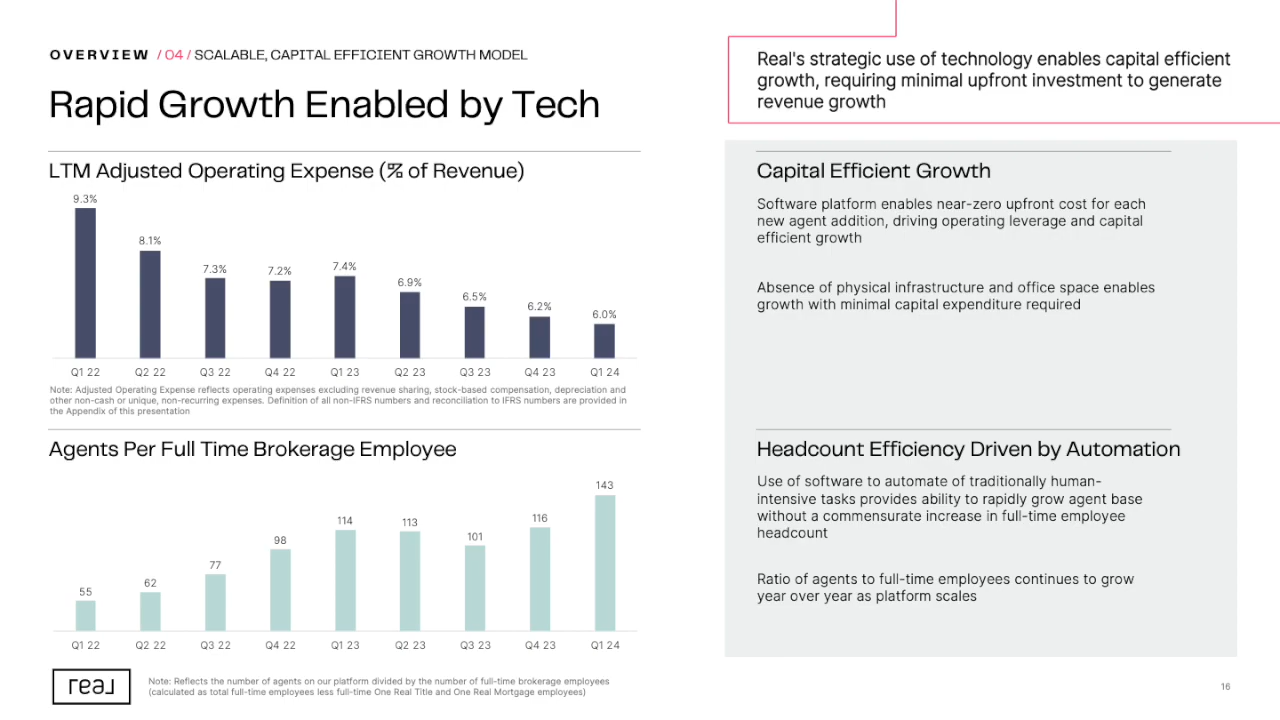 OVERVIEW / 04 / SCALABLE, CAPITAL EFFICIENT GROWTH MODEL
Rapid Growth Enabled by Tech
Real's strategic use of technology enables capital efficient
growth, requiring minimal upfront investment to generate
revenue growth
LTM Adjusted Operating Expense (% of Revenue)
9.3%
8.1%
7.3%
7.2%
7.4%
6.9%
6.5%
6.2%
6.0%
Q1 22
Q2 22
Q3 22
Q4 22
Q1 23
Q2 23
Q3 23
Q4 23
Q1 24
Note: Adjusted Operating Expense reflects operating expenses excluding revenue sharing, stock-based compensation, depreciation and
other non-cash or unique, non-recurring expenses. Definition of all non-IFRS numbers and reconciliation to IFRS numbers are provided in
the Appendix of this presentation
Capital Efficient Growth
Software platform enables near-zero upfront cost for each
new agent addition, driving operating leverage and capital
efficient growth
Absence of physical infrastructure and office space enables
growth with minimal capital expenditure required
Agents Per Full Time Brokerage Employee
55
62
77
98
114
113
101
116
143
Q1 22
Q2 22
Q3 22
Q4 22
Q1 23
Q2 23
Q3 23
Q4 23
Q1 24
Headcount Efficiency Driven by Automation
Use of software to automate of traditionally human-
intensive tasks provides ability to rapidly grow agent base
without a commensurate increase in full-time employee
headcount
Ratio of agents to full-time employees continues to grow
year over year as platform scales
real
Note: Reflects the number of agents on our platform divided by the number of full-time brokerage employees
(calculated as total full-time employees less full-time One Real Title and One Real Mortgage employees)
16